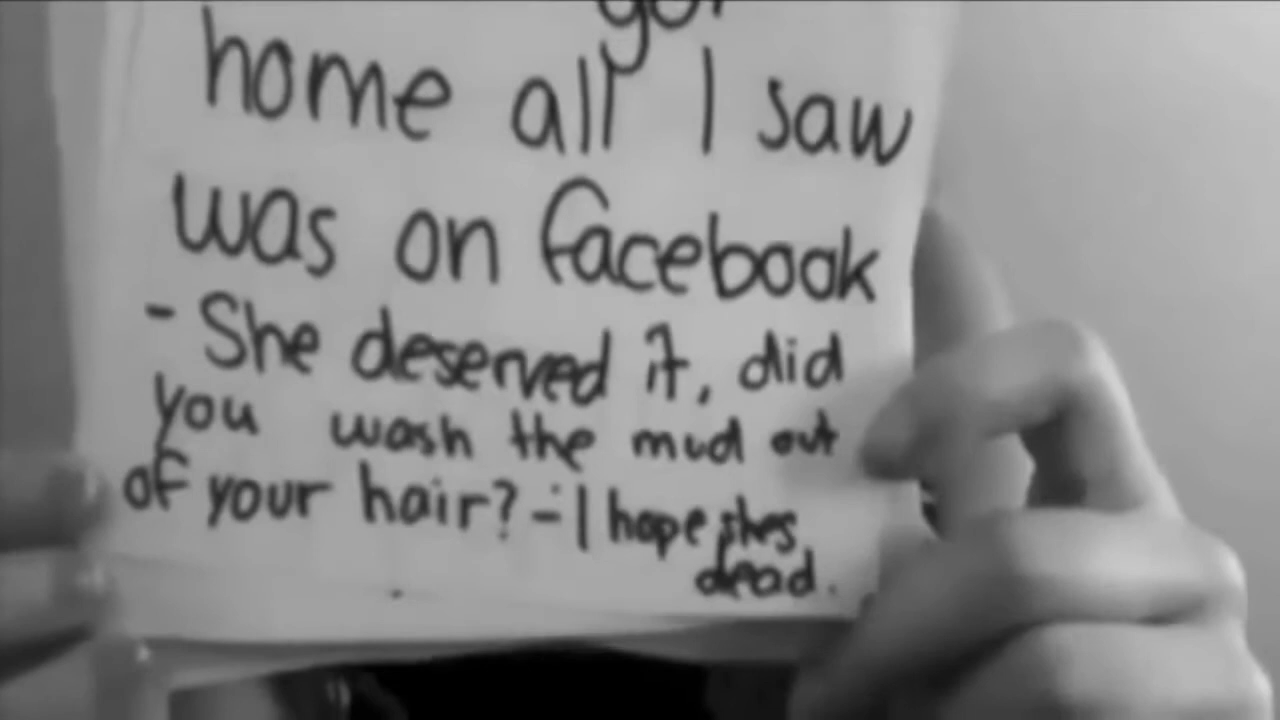 home all I saw
was on facebook
- She deserved it, did
you wash the mud out
of your hair? - I hope shes
dead.